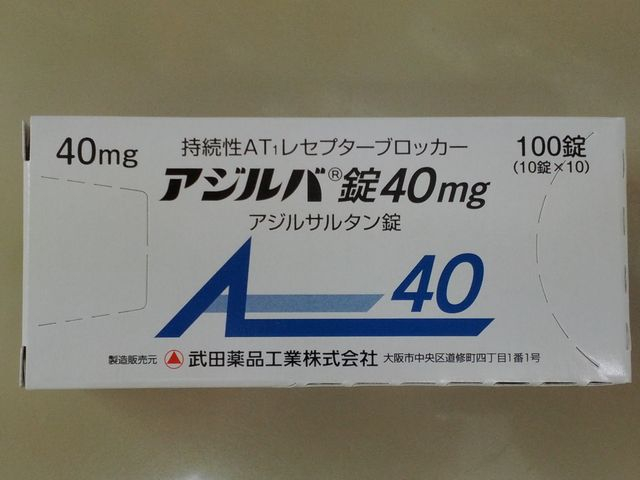 40mg
持続性AT₁レセプターブロッカー
100錠
(10錠×10)
アジルバ®錠40mg
アジルサルタン錠
40
製造販売元 武田薬品工業株式会社 大阪市中央区道修町四丁目1番1号